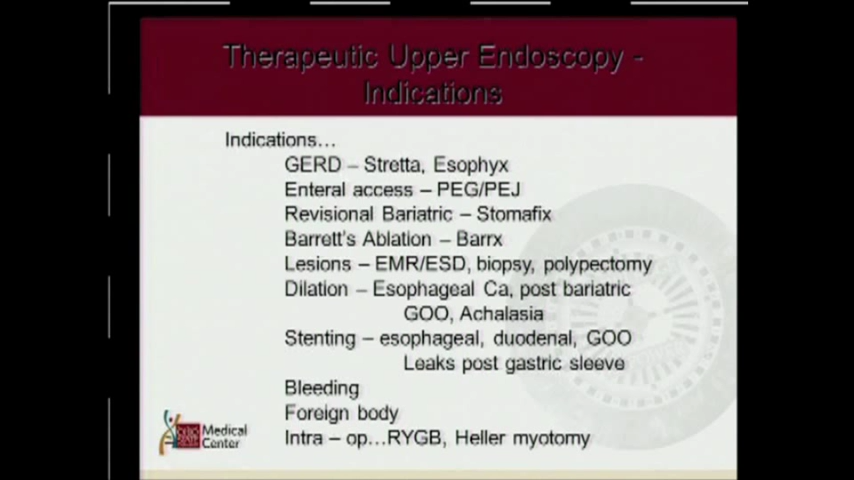 Therapeutic Upper Endoscopy -
Indications
Indications...
GERD – Stretta, Esophyx
Enteral access – PEG/PEJ
Revisional Bariatric – Stomafix
Barrett's Ablation – Barrx
Lesions – EMR/ESD, biopsy, polypectomy
Dilation – Esophageal Ca, post bariatric
GOO, Achalasia
Stenting – esophageal, duodenal, GOO
Leaks post gastric sleeve
Bleeding
Foreign body
Intra – op...RYGB, Heller myotomy
Medical
Center